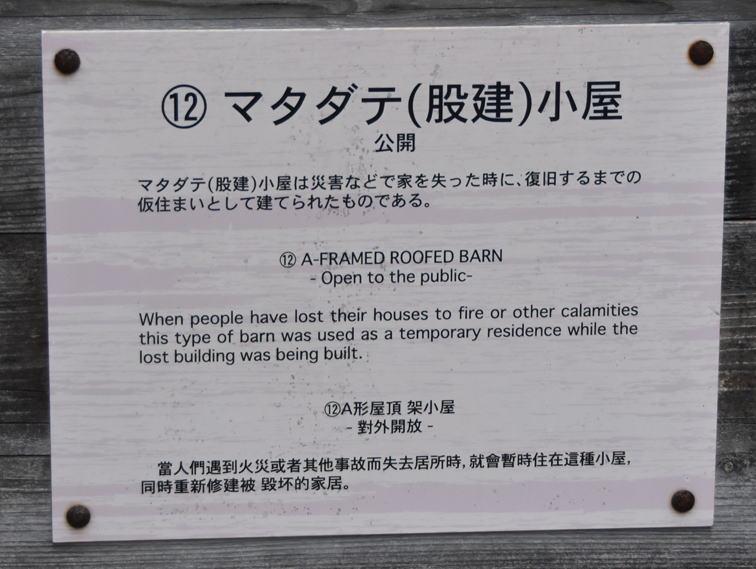 ⑫ マタダテ(股建)小屋
公開
マタダテ(股建)小屋は災害などで家を失った時に、復旧するまでの
仮住まいとして建てられたものである。
⑫ A-FRAMED ROOFED BARN
- Open to the public-
When people have lost their houses to fire or other calamities
this type of barn was used as a temporary residence while the
lost building was being built.
⑫A形屋頂 架小屋
- 對外開放 -
當人們遇到火災或者其他事故而失去居所時，就會暫時住在這種小屋，
同時重新修建被 毀坏的家居。